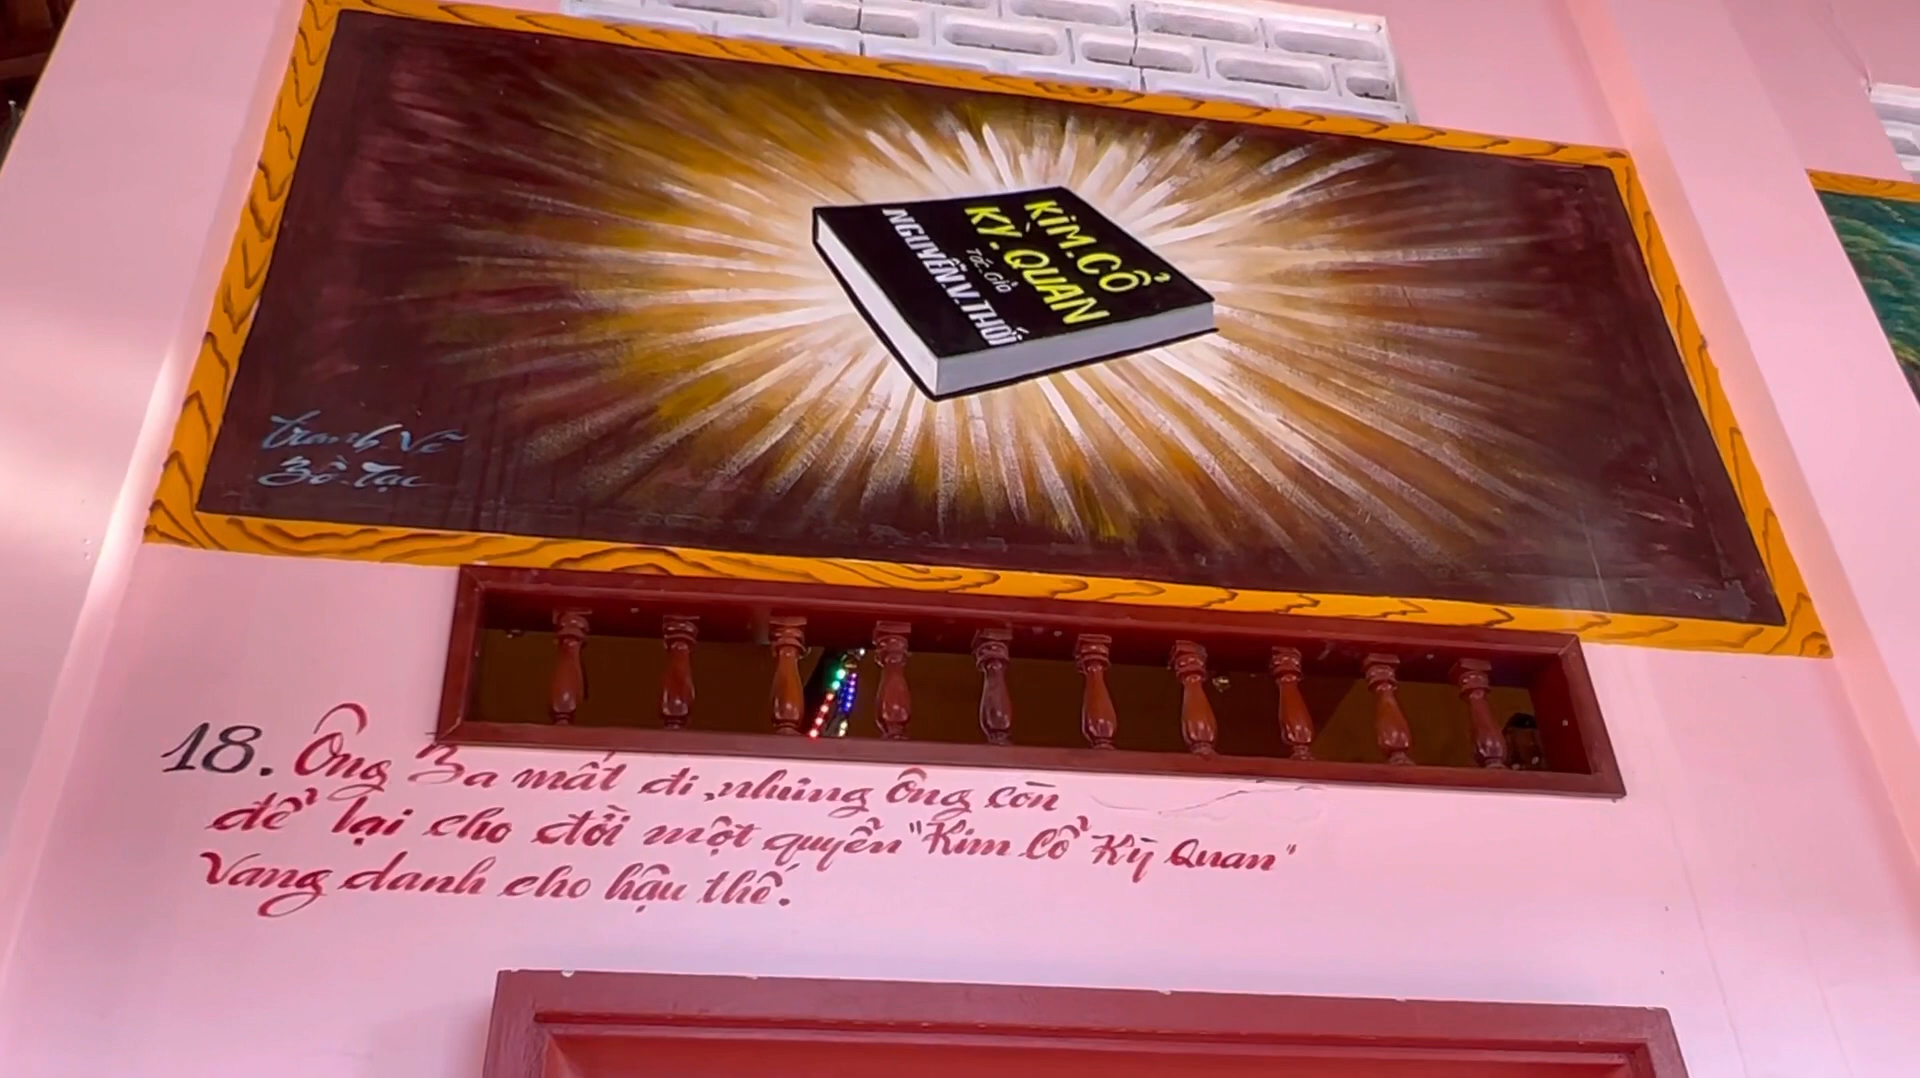 KIM.CỔ
KỲ.QUAN
Tác.Giả
NGUYỄN.V.THỚI
Tranh.Vẽ
Bồ.Tạc
18. Ông Ba mất đi, nhưng Ông còn
để lại cho đời một quyển "Kim Cổ Kỳ Quan"
Vang danh cho hậu thế.